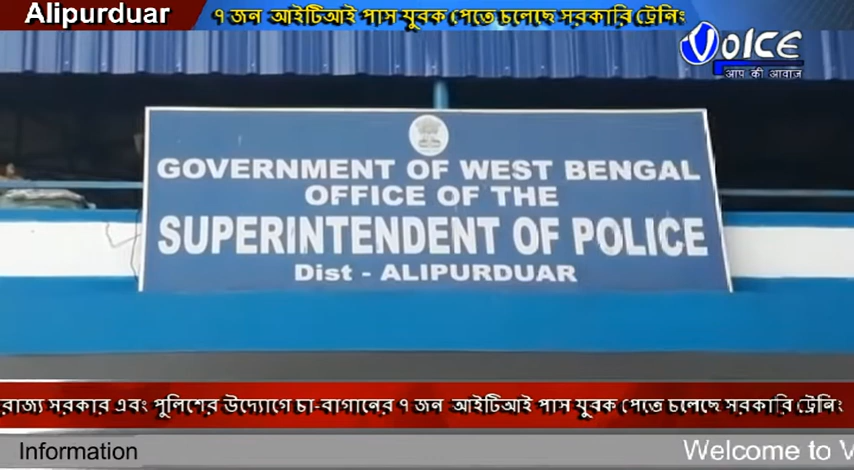 Alipurduar
৭ জন আইটিআই পাস যুবক পেতে চলেছে সরকারি ট্রেনিং
VOICE
आप की आवाज
GOVERNMENT OF WEST BENGAL
OFFICE OF THE
SUPERINTENDENT OF POLICE
Dist - ALIPURDUAR
রাজ্য সরকার এবং পুলিশের উদ্যোগে চা-বাগানের ৭ জন আইটিআই পাস যুবক পেতে চলেছে সরকারি ট্রেনিং
Information
Welcome to V